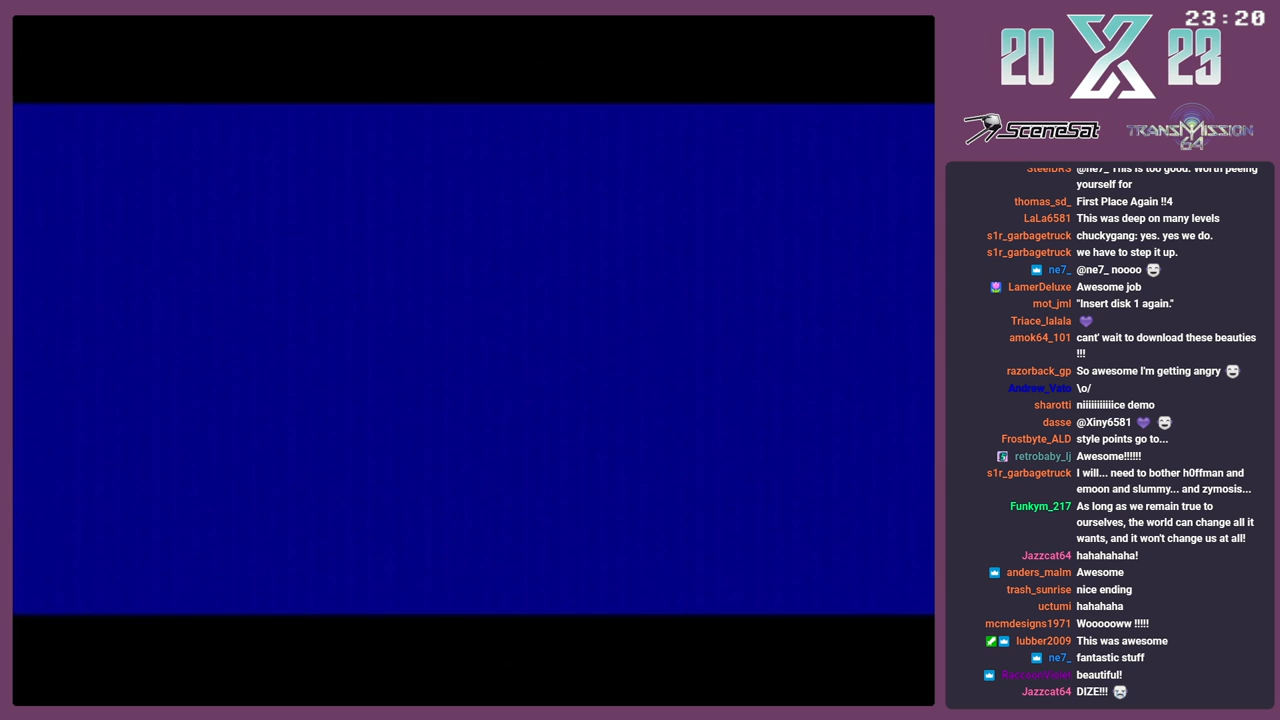 23:20
20 X 23
SCENESAT
TRANSMISSION
64
SteelDRS @ne7_ This is too good. Worth peeing
yourself for
thomas_sd_ First Place Again !!4
LaLa6581 This was deep on many levels
s1r_garbagetruck chuckygang: yes. yes we do.
s1r_garbagetruck we have to step it up.
ne7_ @ne7_ noooo
LamerDeluxe Awesome job
mot_jml "Insert disk 1 again."
Triace_lalala
amok64_101 cant' wait to download these beauties
!!!
razorback_gp So awesome I'm getting angry
Andrew_Vato \o/
sharotti niiiiiiiiiiice demo
dasse @Xiny6581
Frostbyte_ALD style points go to...
retrobaby_lj Awesome!!!!!!
s1r_garbagetruck I will... need to bother h0ffman and
emoon and slummy... and zymosis...
Funkym_217 As long as we remain true to
ourselves, the world can change all it
wants, and it won't change us at all!
Jazzcat64 hahahahaha!
anders_malm Awesome
trash_sunrise nice ending
uctumi hahahaha
mcmdesigns1971 Woooooww !!!!!
lubber2009 This was awesome
ne7_ fantastic stuff
RaccoonViolet beautiful!
Jazzcat64 DIZE!!!